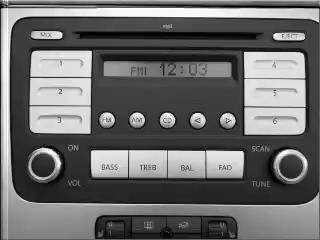 mp3
MIX
EJECT
1
4
FM1 12:03
2
5
3
FM
AM
CD
6
ON
VOL
BASS
TREB
BAL
FAD
SCAN
TUNE